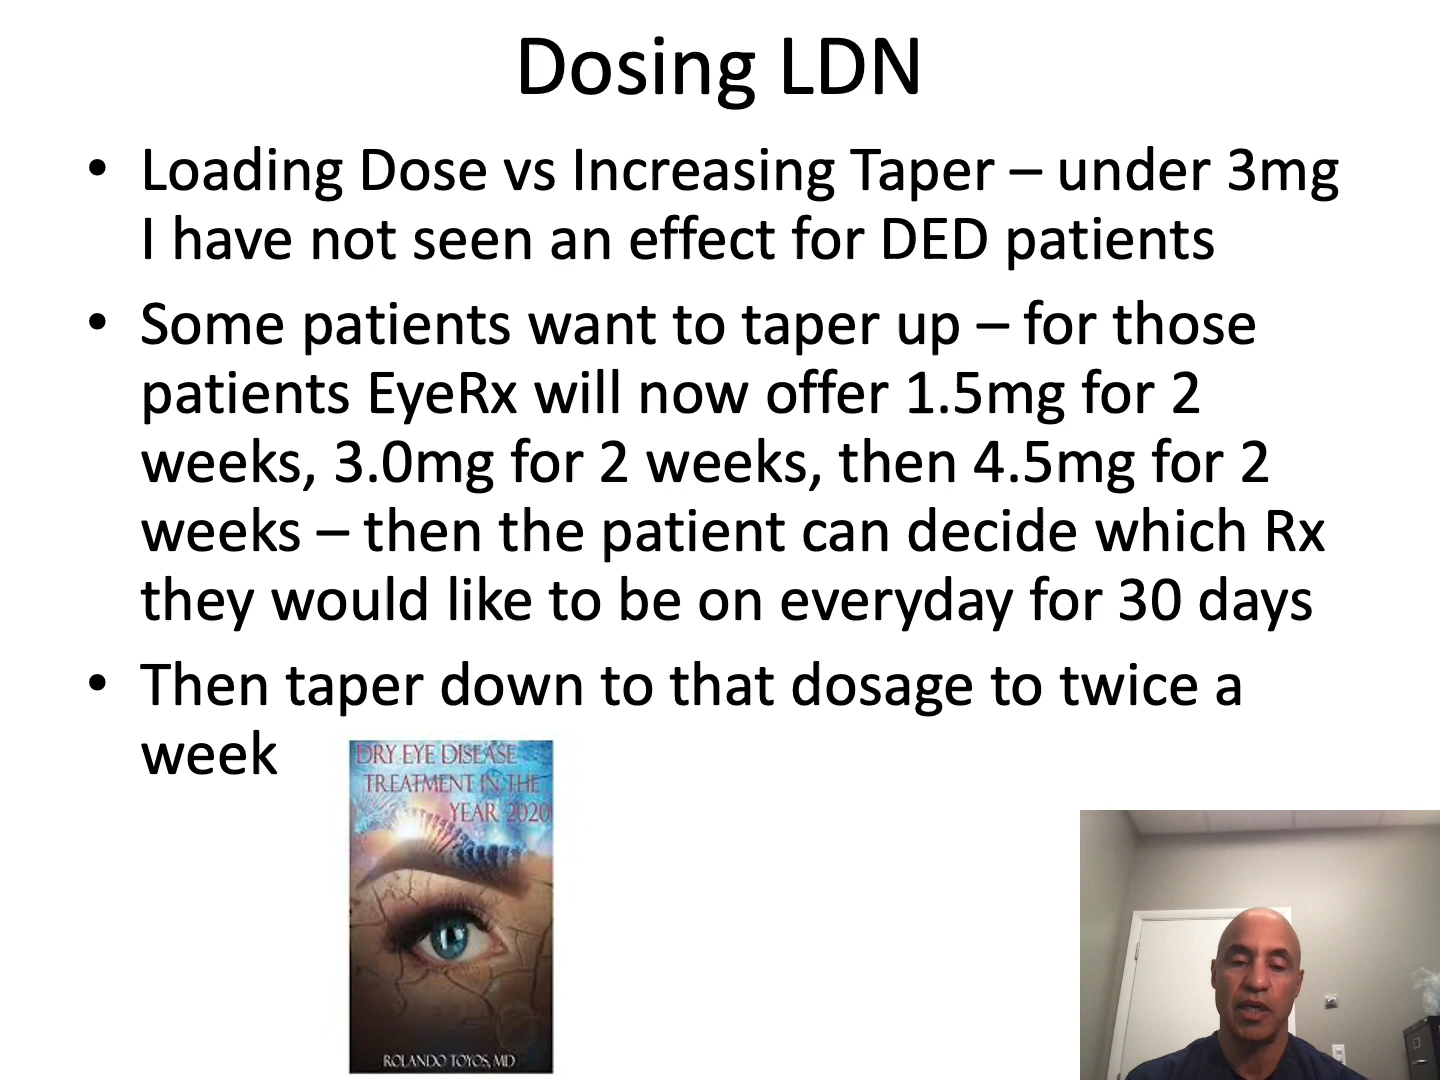 Dosing LDN
• Loading Dose vs Increasing Taper – under 3mg
I have not seen an effect for DED patients
• Some patients want to taper up – for those
patients EyeRx will now offer 1.5mg for 2
weeks, 3.0mg for 2 weeks, then 4.5mg for 2
weeks – then the patient can decide which Rx
they would like to be on everyday for 30 days
• Then taper down to that dosage to twice a
week
DRY EYE DISEASE
TREATMENT IN THE
YEAR 2020
ROLANDO TOYOS, MD